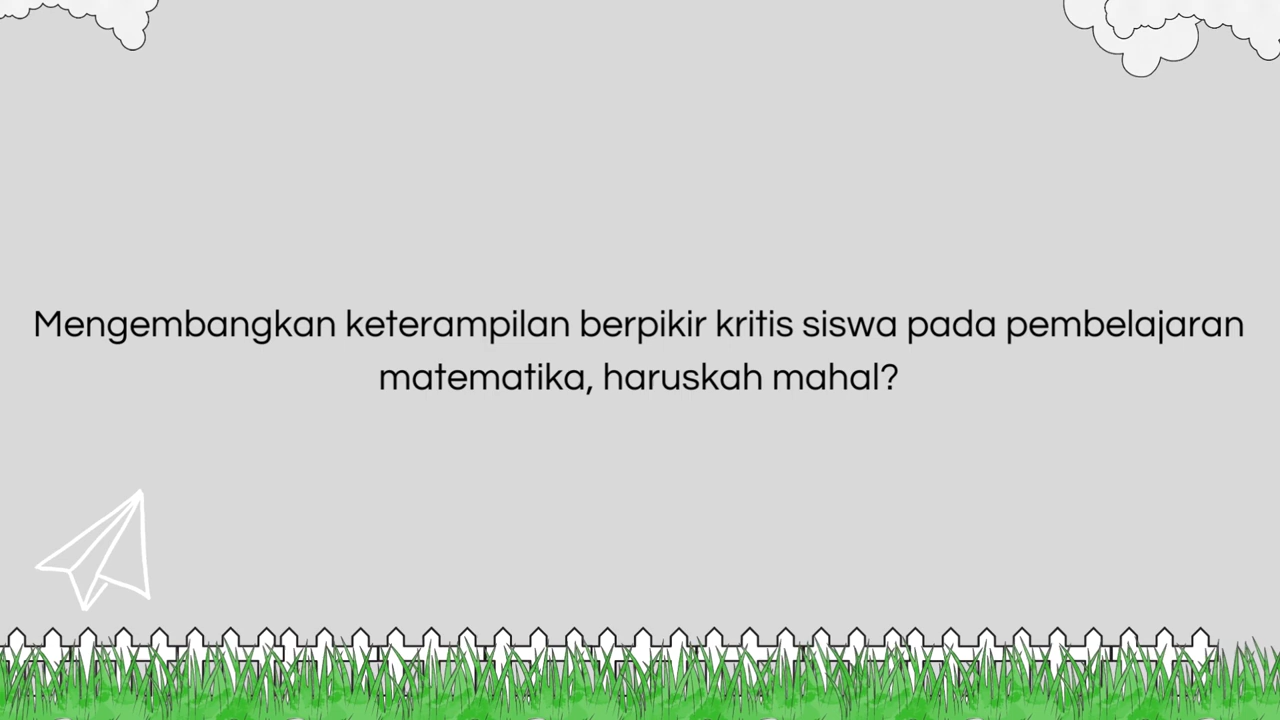 Mengembangkan keterampilan berpikir kritis siswa pada pembelajaran
matematika, haruskah mahal?